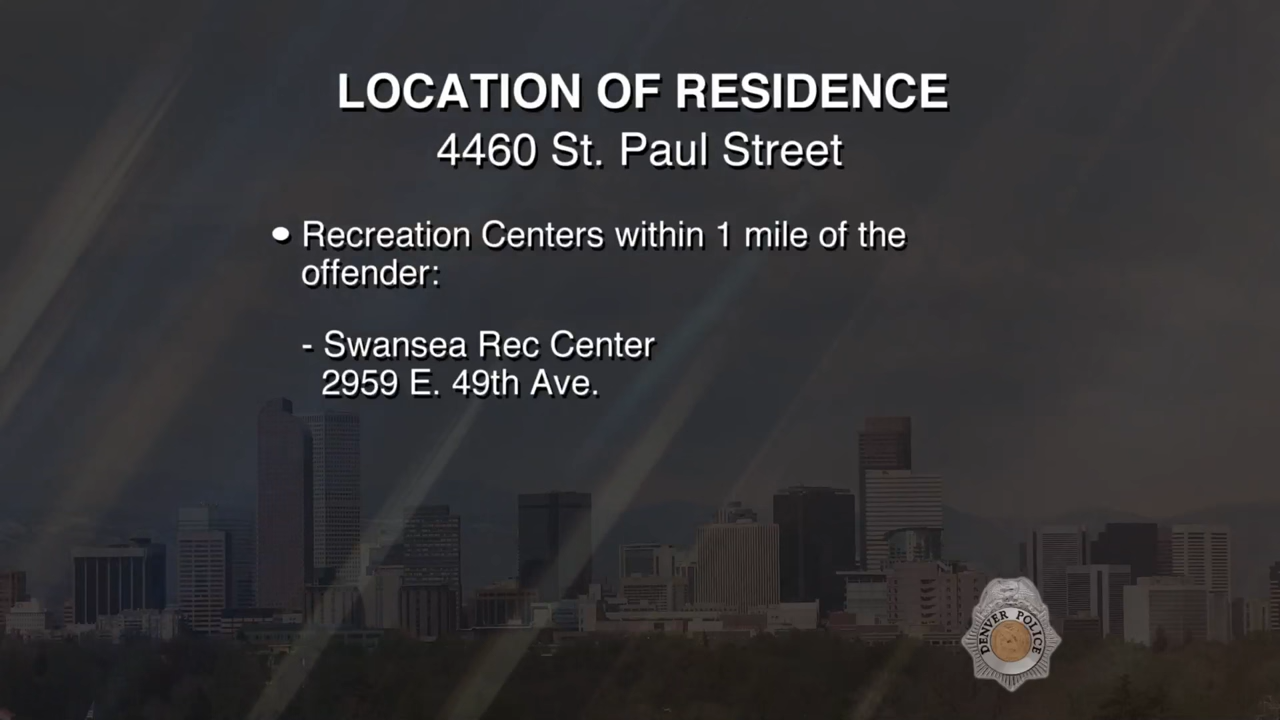 LOCATION OF RESIDENCE
4460 St. Paul Street
• Recreation Centers within 1 mile of the
offender:
- Swansea Rec Center
2959 E. 49th Ave.
DENVER POLICE